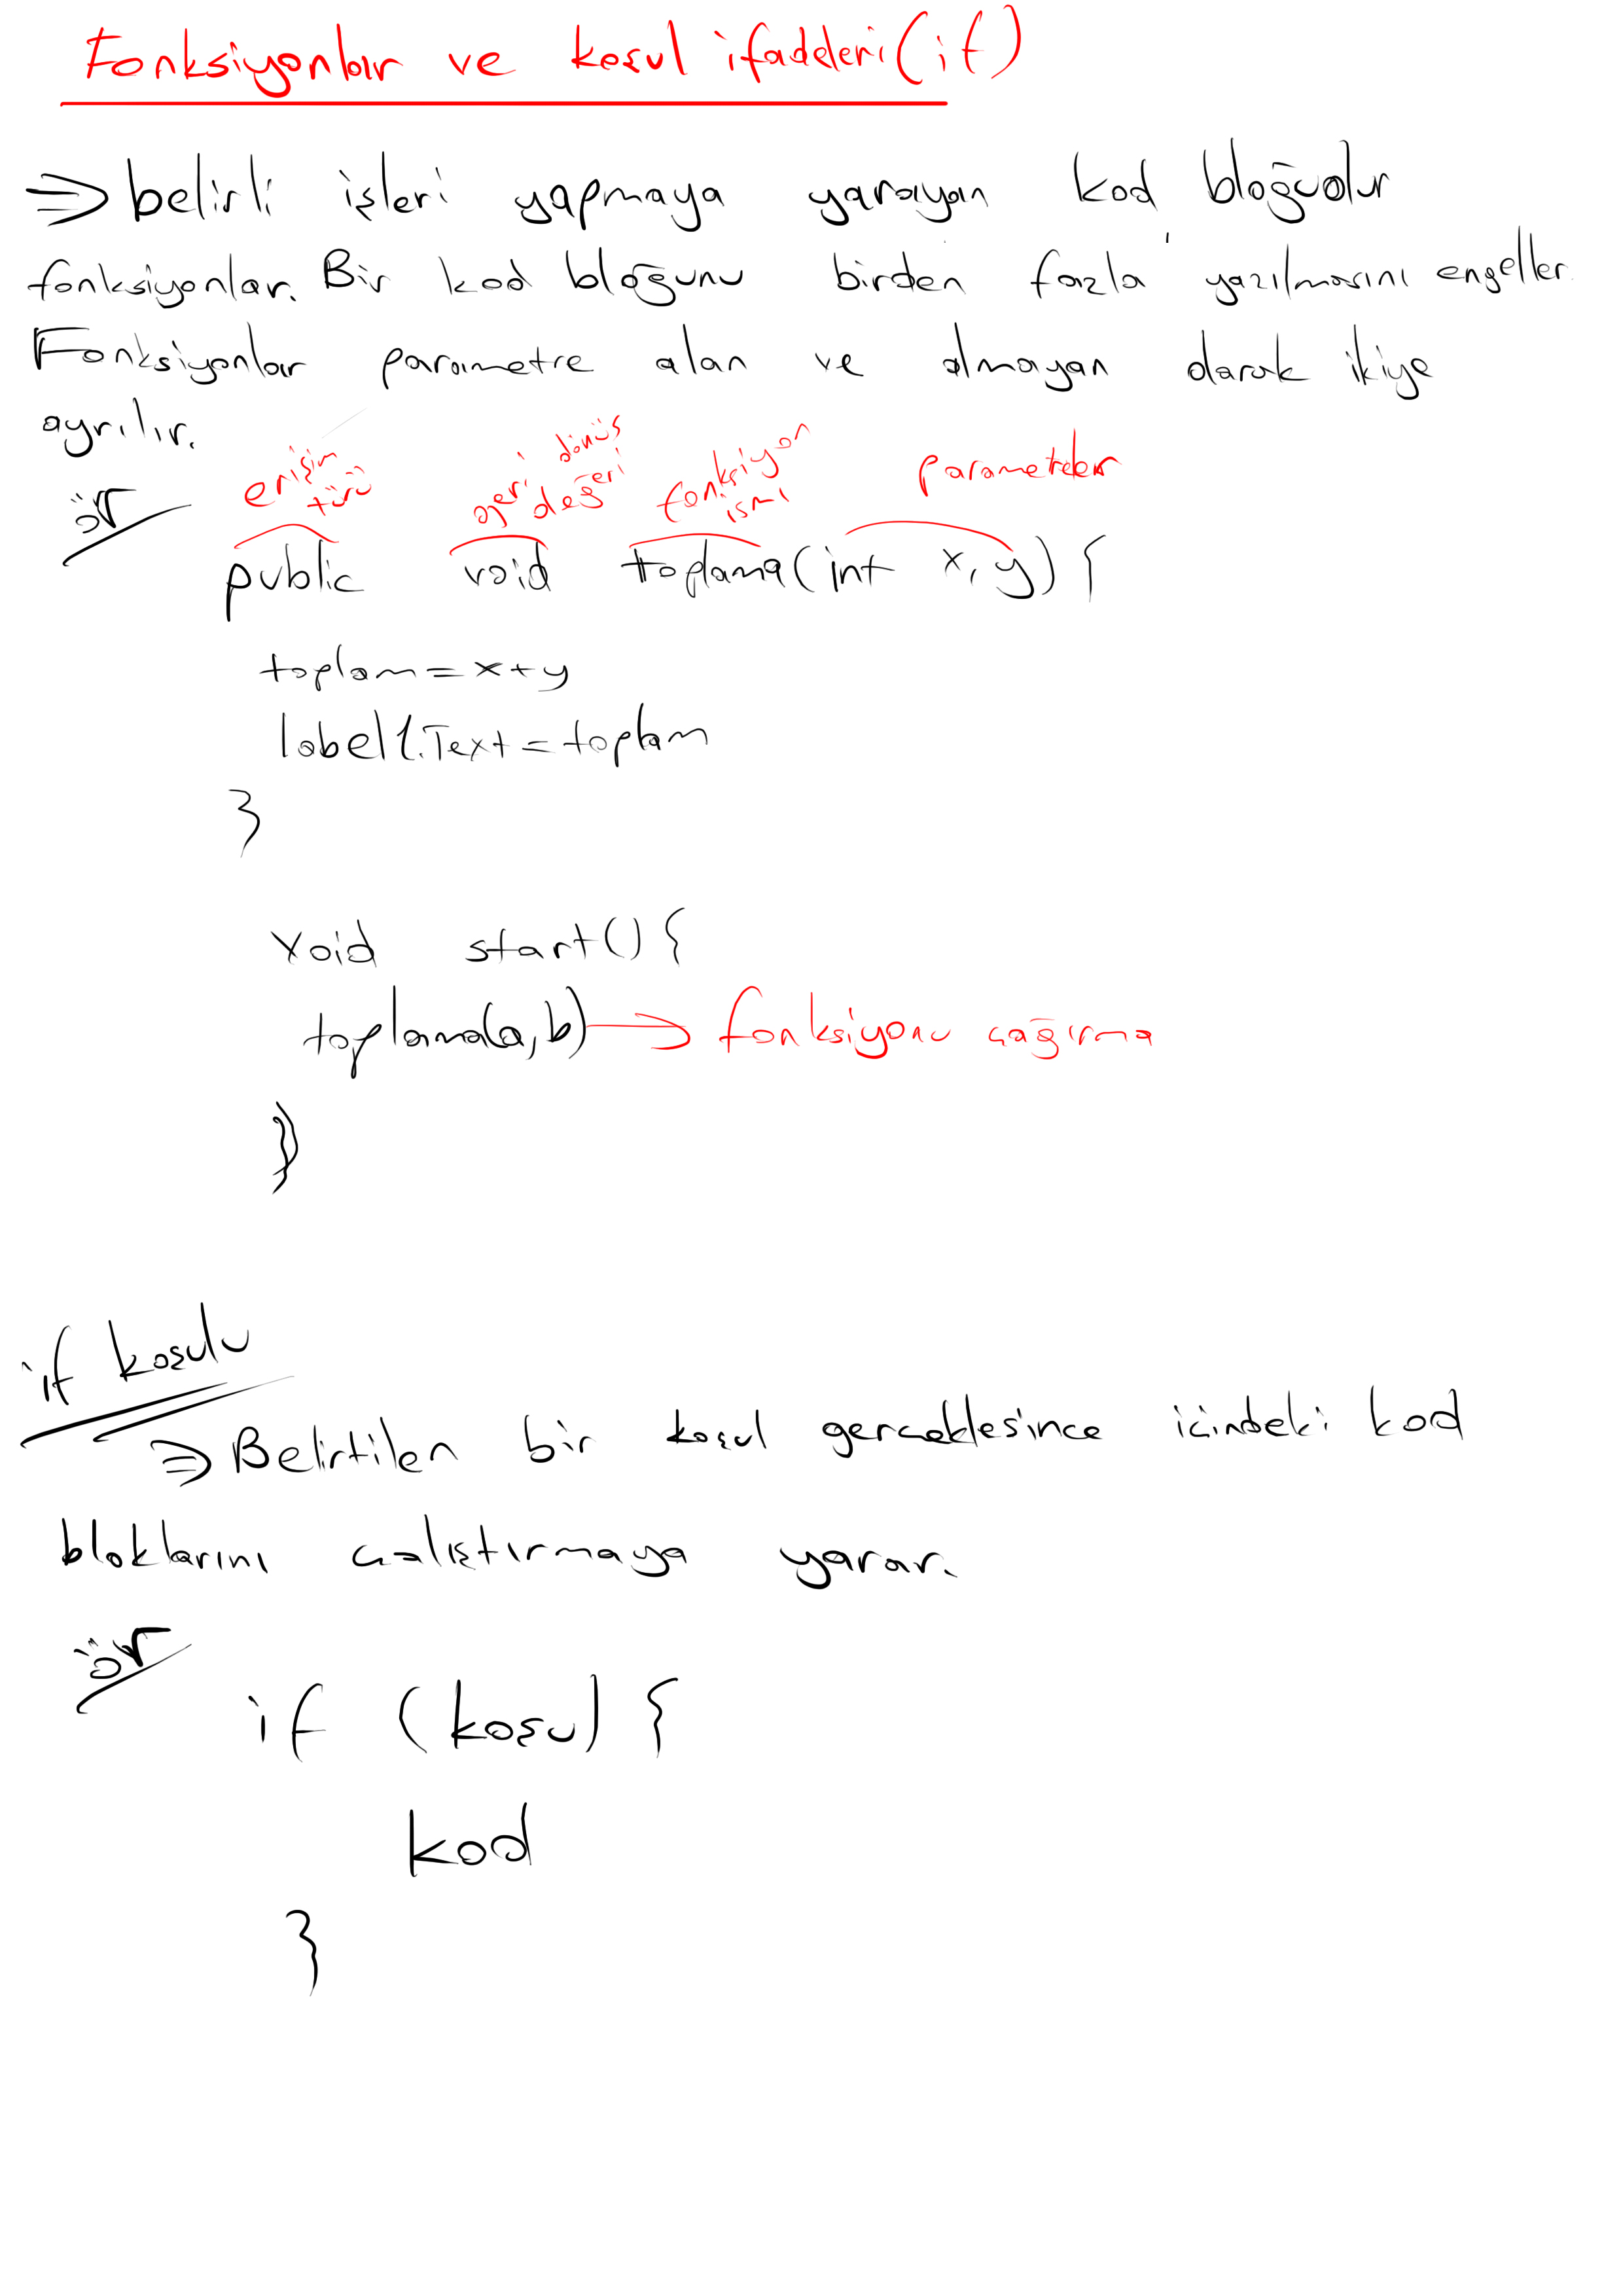 Fonksiyonlar ve koşul ifadeleri(if)
⇒ belirli işleri yapmaya yarayan kod bloğudur
fonksiyonlar. Bir kod bloğunu birden fazla yazılmasını engeller.
Fonksiyonlar parametre alan ve almayan olarak ikiye
ayrılır.
ör
erişim türü geri dönüş değeri fonksiyon ismi parametreler
public void toplama(int x,y){
toplam=x+y
label1.Text=toplam
}
void start(){
toplama(a,b)→ fonksiyonu çağırma
}
if koşulu
⇒ Belirtilen bir koşul gerçekleşince içindeki kod
bloklarını çalıştırmaya yarar.
ör
if (koşul) {
kod
}